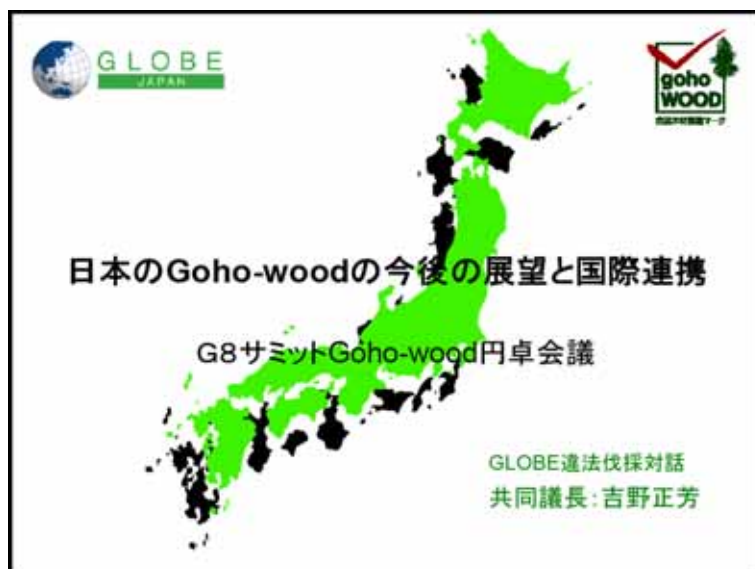 GLOBE
JAPAN
goho
WOOD
日本のGoho-woodの今後の展望と国際連携
G8サミットGoho-wood円卓会議
GLOBE違法伐採対話
共同議長:吉野正芳